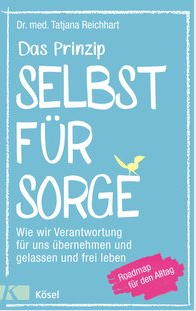 Dr. med. Tatjana Reichhart
Das Prinzip
SELBST
FÜR
SORGE
Wie wir Verantwortung
für uns übernehmen und
gelassen und frei leben
Roadmap
für den Alltag
K Kösel